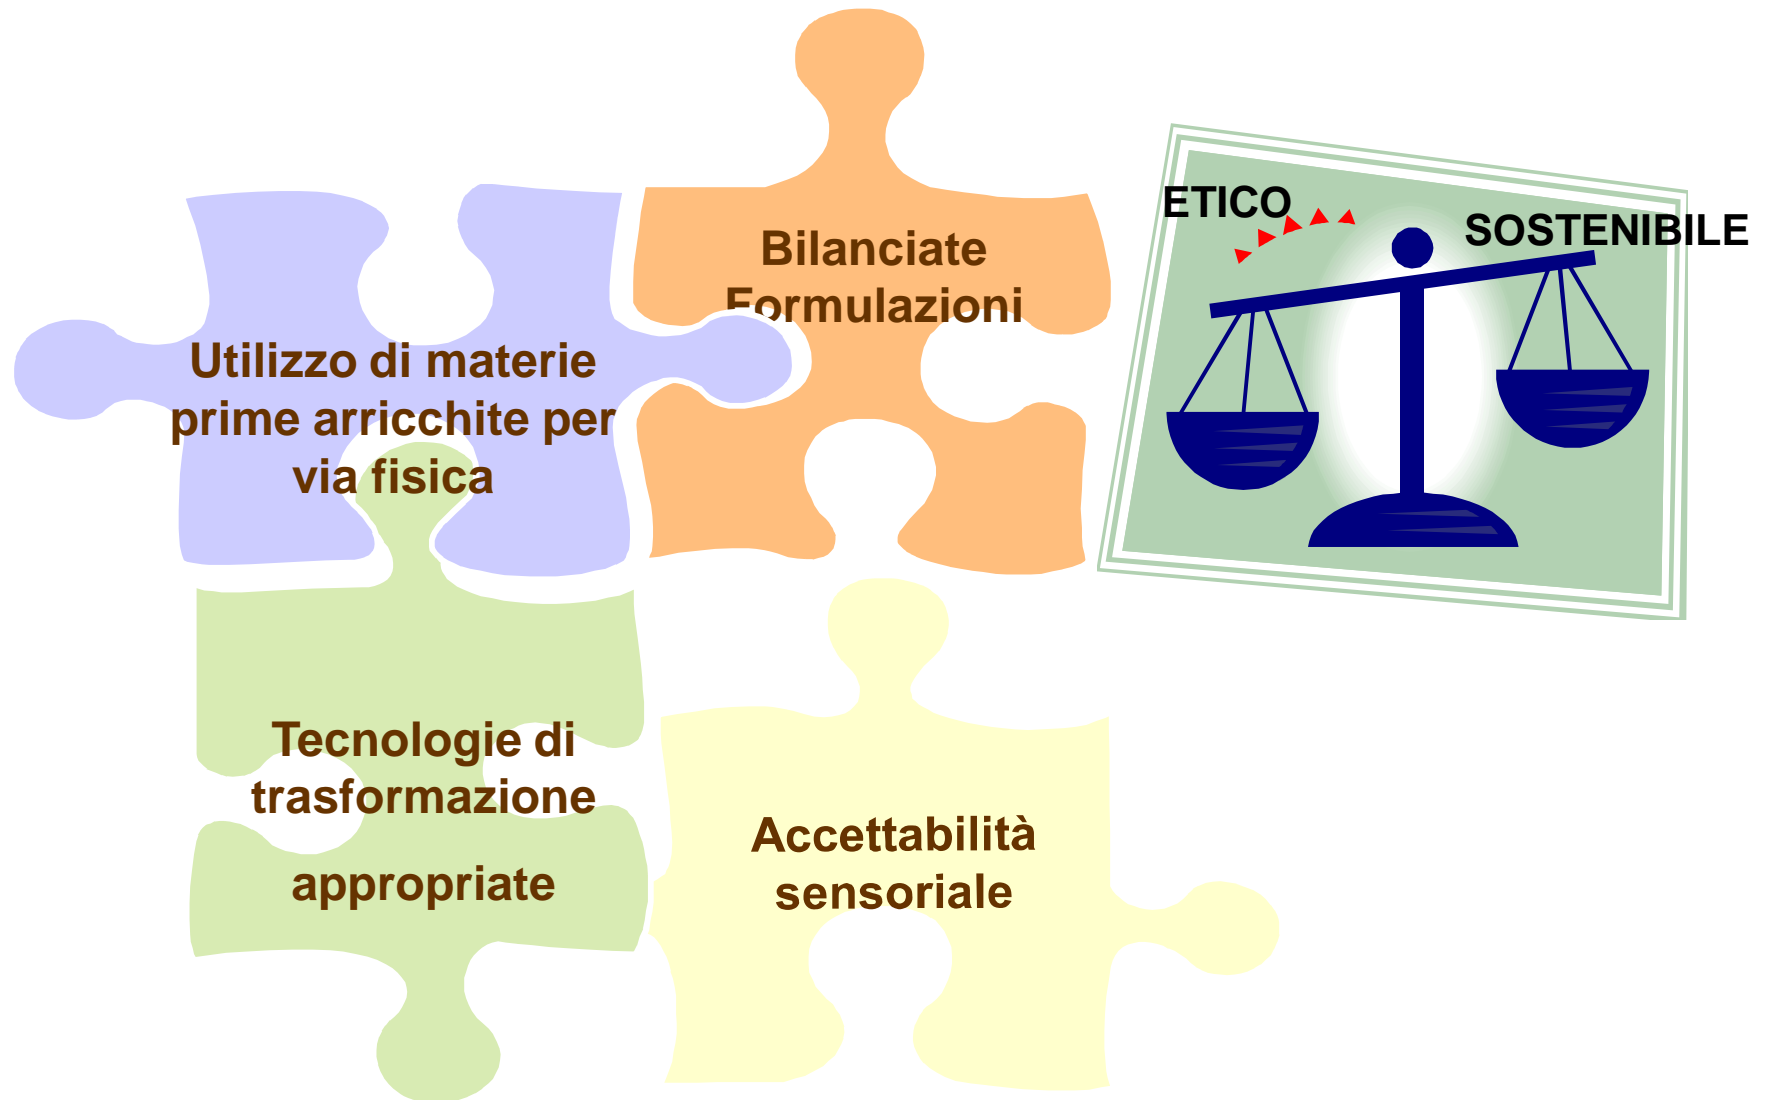 Utilizzo di materie
prime arricchite per
via fisica
Bilanciate
Formulazioni
ETICO
SOSTENIBILE
Tecnologie di
trasformazione
appropriate
Accettabilità
sensoriale